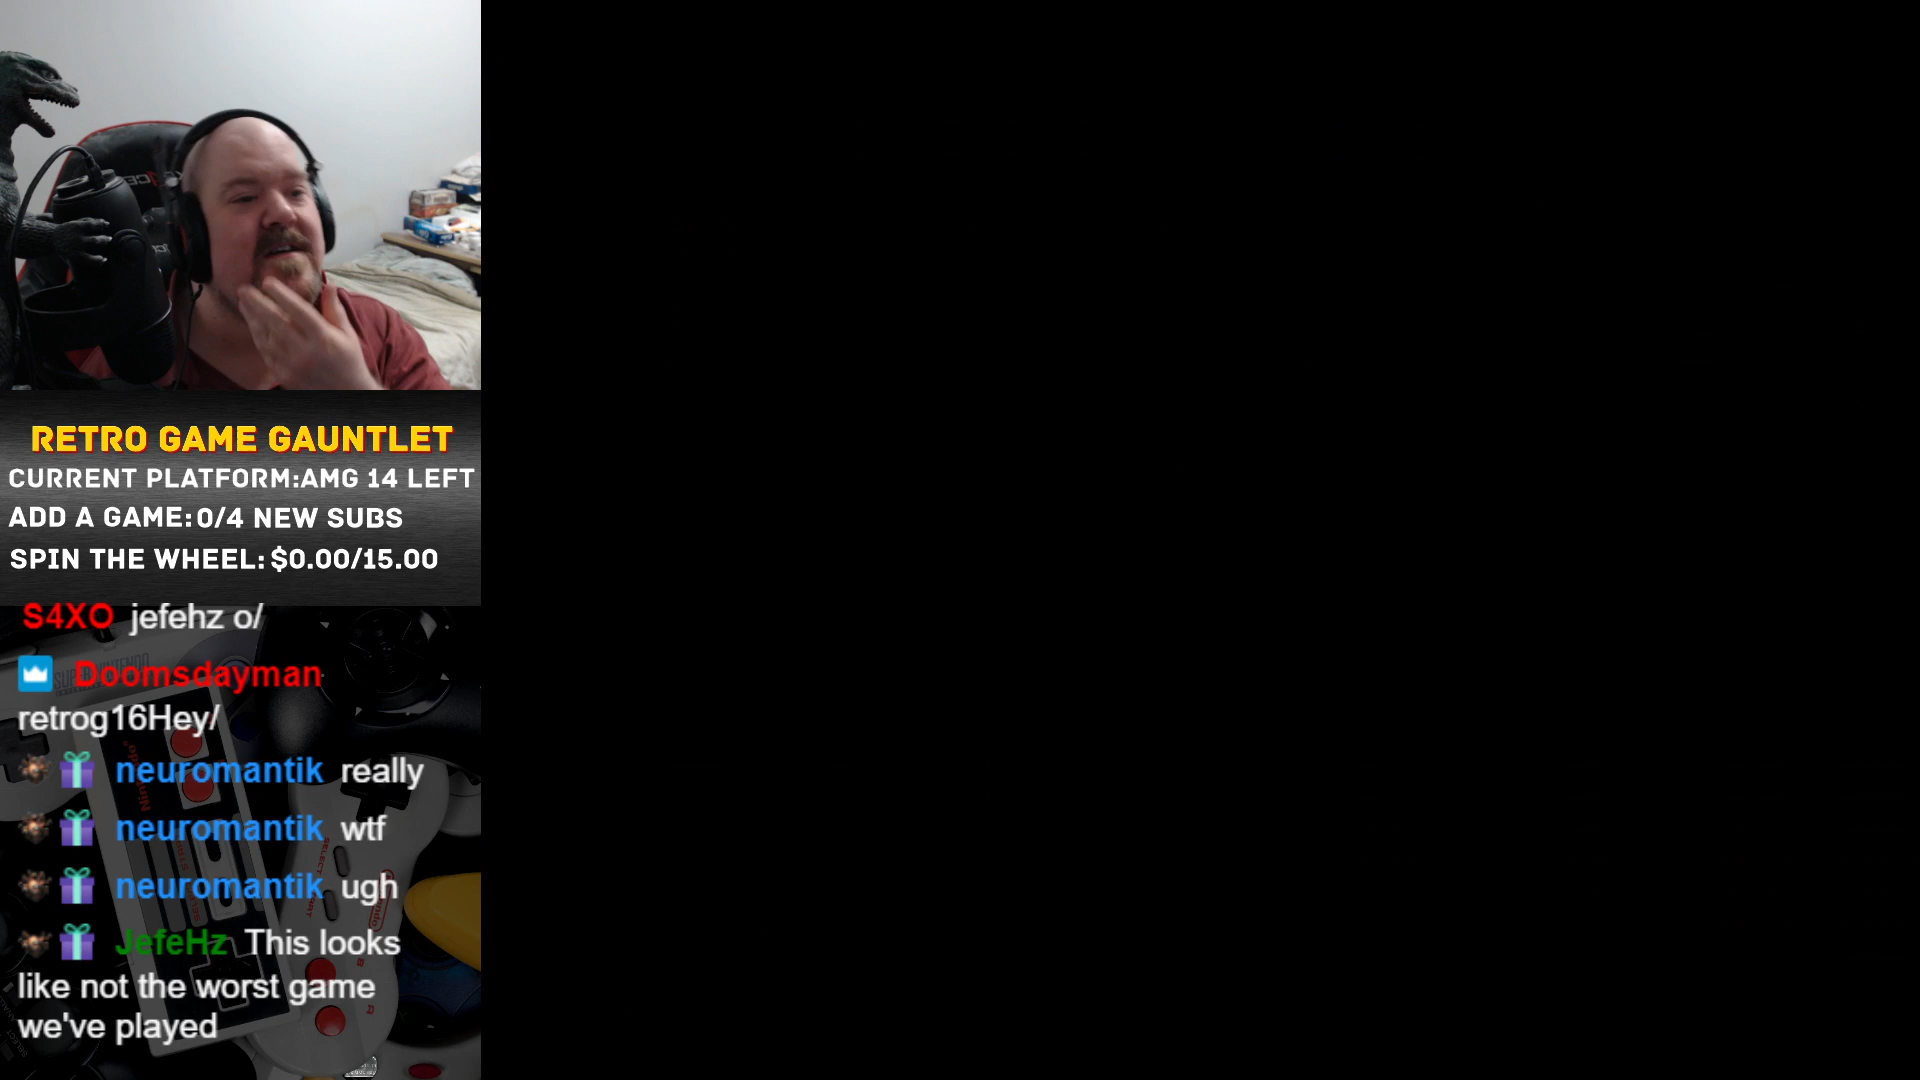 RETRO GAME GAUNTLET
CURRENT PLATFORM:AMG 14 LEFT
ADD A GAME:0/4 NEW SUBS
SPIN THE WHEEL:$0.00/15.00
S4XO jefehz o/
Doomsdayman
retrog16Hey/
neuromantik really
neuromantik wtf
neuromantik ugh
JefeHz This looks
like not the worst game
we've played